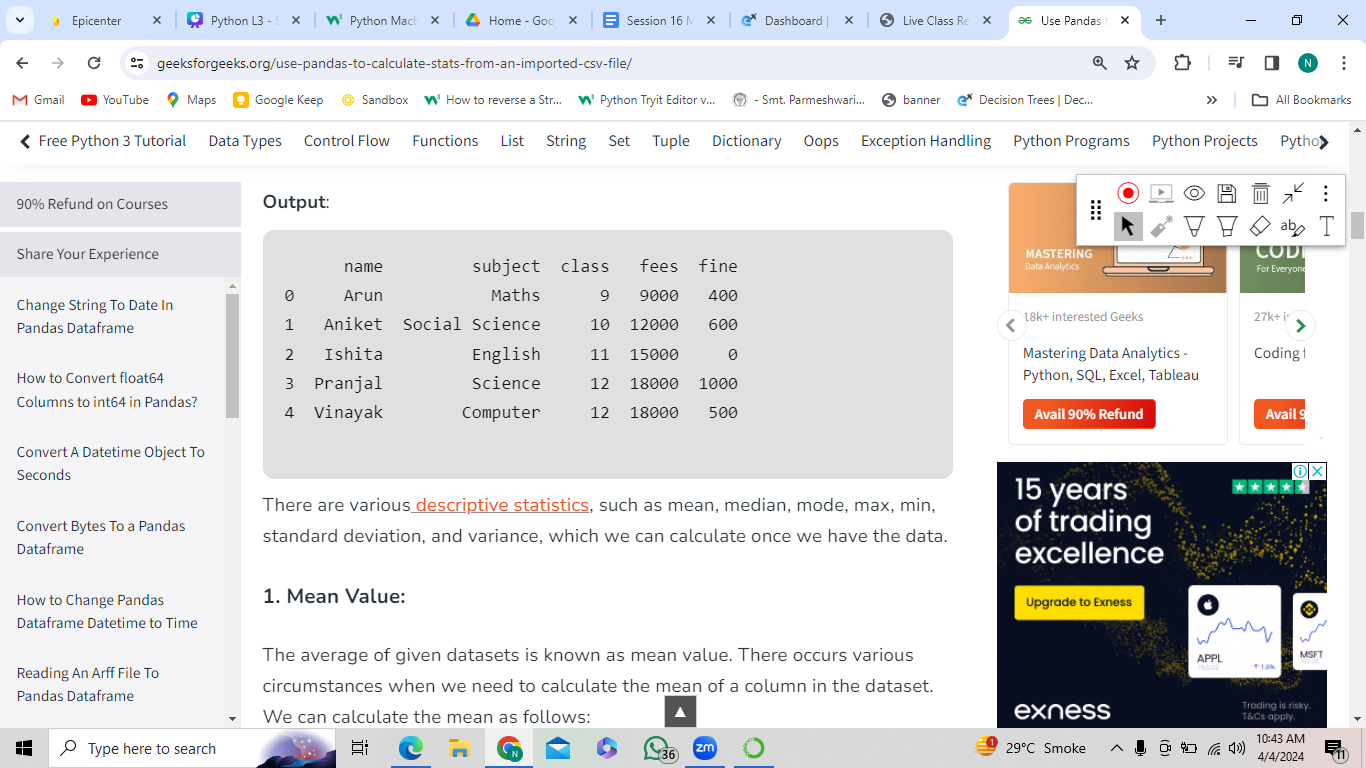 Epicenter
Python L3 - S
Python Mach
Home - Goo
Session 16 M
Dashboard |
Live Class Re
Use Pandas t
geeksforgeeks.org/use-pandas-to-calculate-stats-from-an-imported-csv-file/
N
Gmail
YouTube
Maps
Google Keep
Sandbox
How to reverse a Str...
Python Tryit Editor v...
- Smt. Parmeshwari...
banner
Decision Trees | Dec...
All Bookmarks
Free Python 3 Tutorial Data Types Control Flow Functions List String Set Tuple Dictionary Oops Exception Handling Python Programs Python Projects Pytho
90% Refund on Courses
Share Your Experience
Change String To Date In
Pandas Dataframe
How to Convert float64
Columns to int64 in Pandas?
Convert A Datetime Object To
Seconds
Convert Bytes To a Pandas
Dataframe
How to Change Pandas
Dataframe Datetime to Time
Reading An Arff File To
Pandas Dataframe
Output:
name subject class fees fine
0 Arun Maths 9 9000 400
1 Aniket Social Science 10 12000 600
2 Ishita English 11 15000 0
3 Pranjal Science 12 18000 1000
4 Vinayak Computer 12 18000 500
There are various descriptive statistics, such as mean, median, mode, max, min,
standard deviation, and variance, which we can calculate once we have the data.
1. Mean Value:
The average of given datasets is known as mean value. There occurs various
circumstances when we need to calculate the mean of a column in the dataset.
We can calculate the mean as follows:
ab
T
MASTERING
Data Analytics
18k+ interested Geeks
Mastering Data Analytics -
Python, SQL, Excel, Tableau
Avail 90% Refund
CODI
For Everyone
27k+ i
Coding f
Avail 9
15 years
of trading
excellence
Upgrade to Exness
APPL
193.02
1.6%
MSFT
exness
Trading is risky.
T&Cs apply.
Type here to search
N
36
zm
1
29°C Smoke
10:43 AM
4/4/2024
11